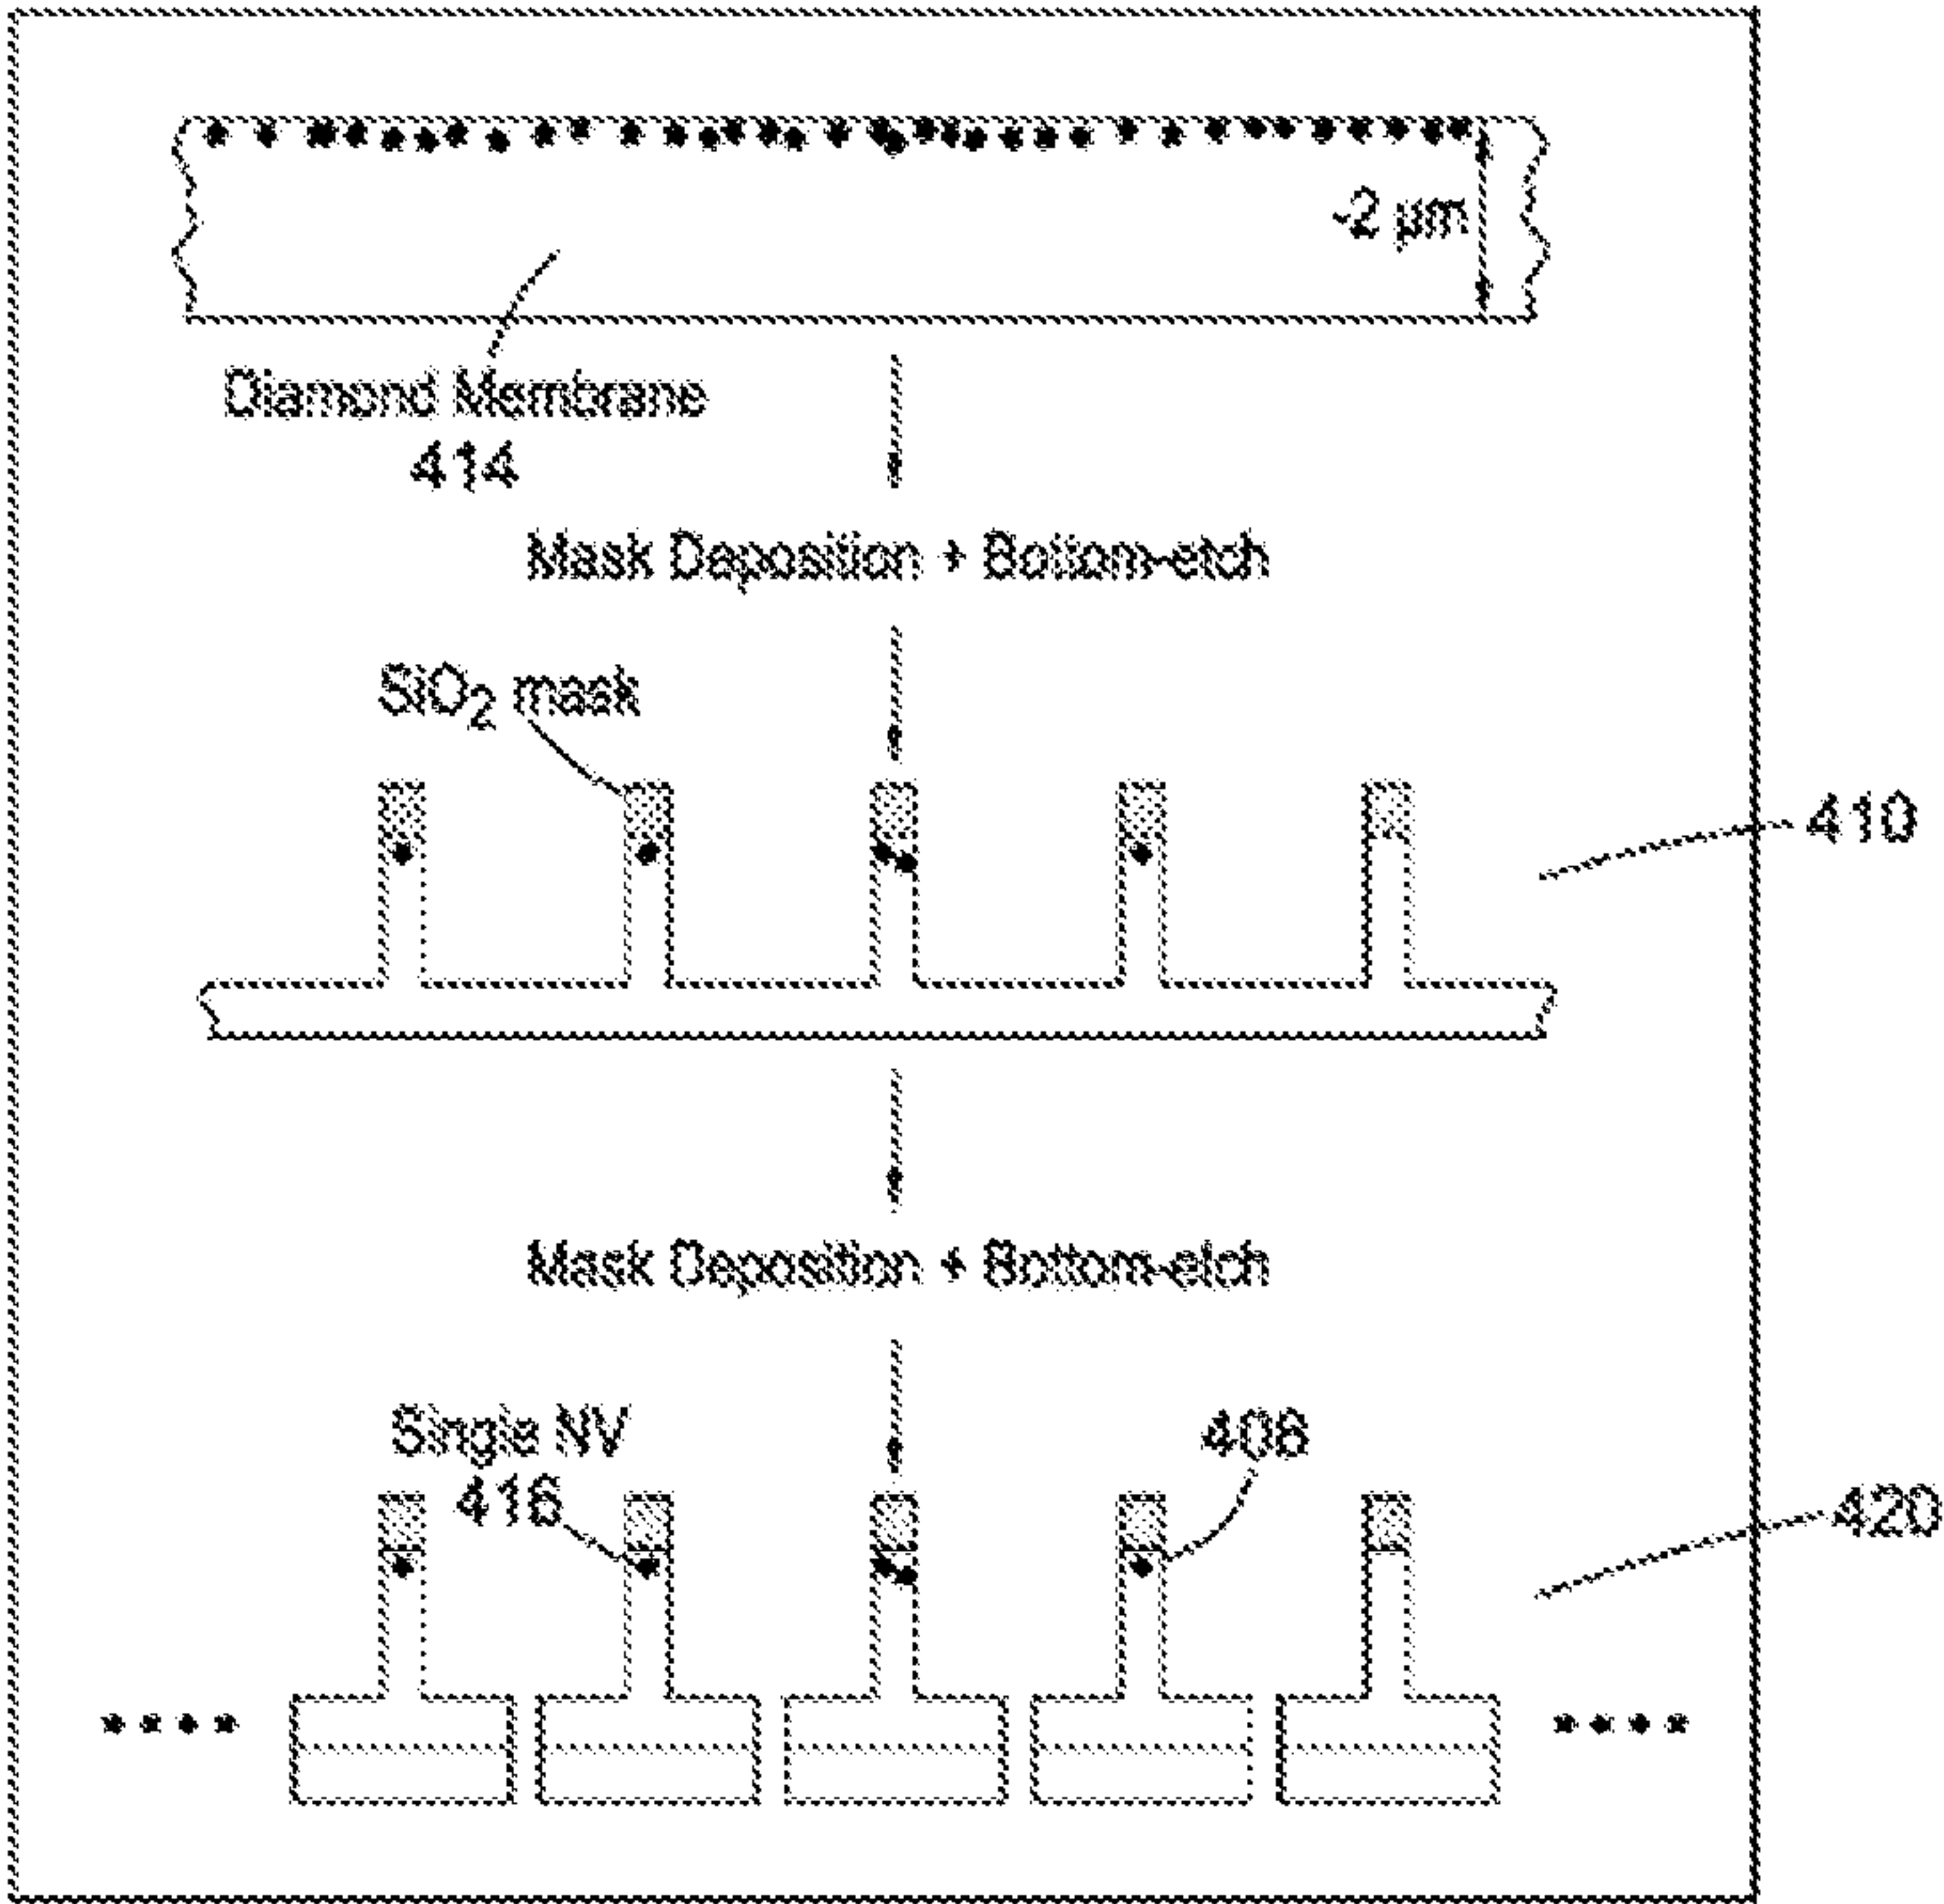 ~2 µm
Diamond Membrane
414
Mask Deposition + Bottom-etch
SiO₂ mask
410
Mask Deposition + Bottom-etch
Single NV
416
406
420